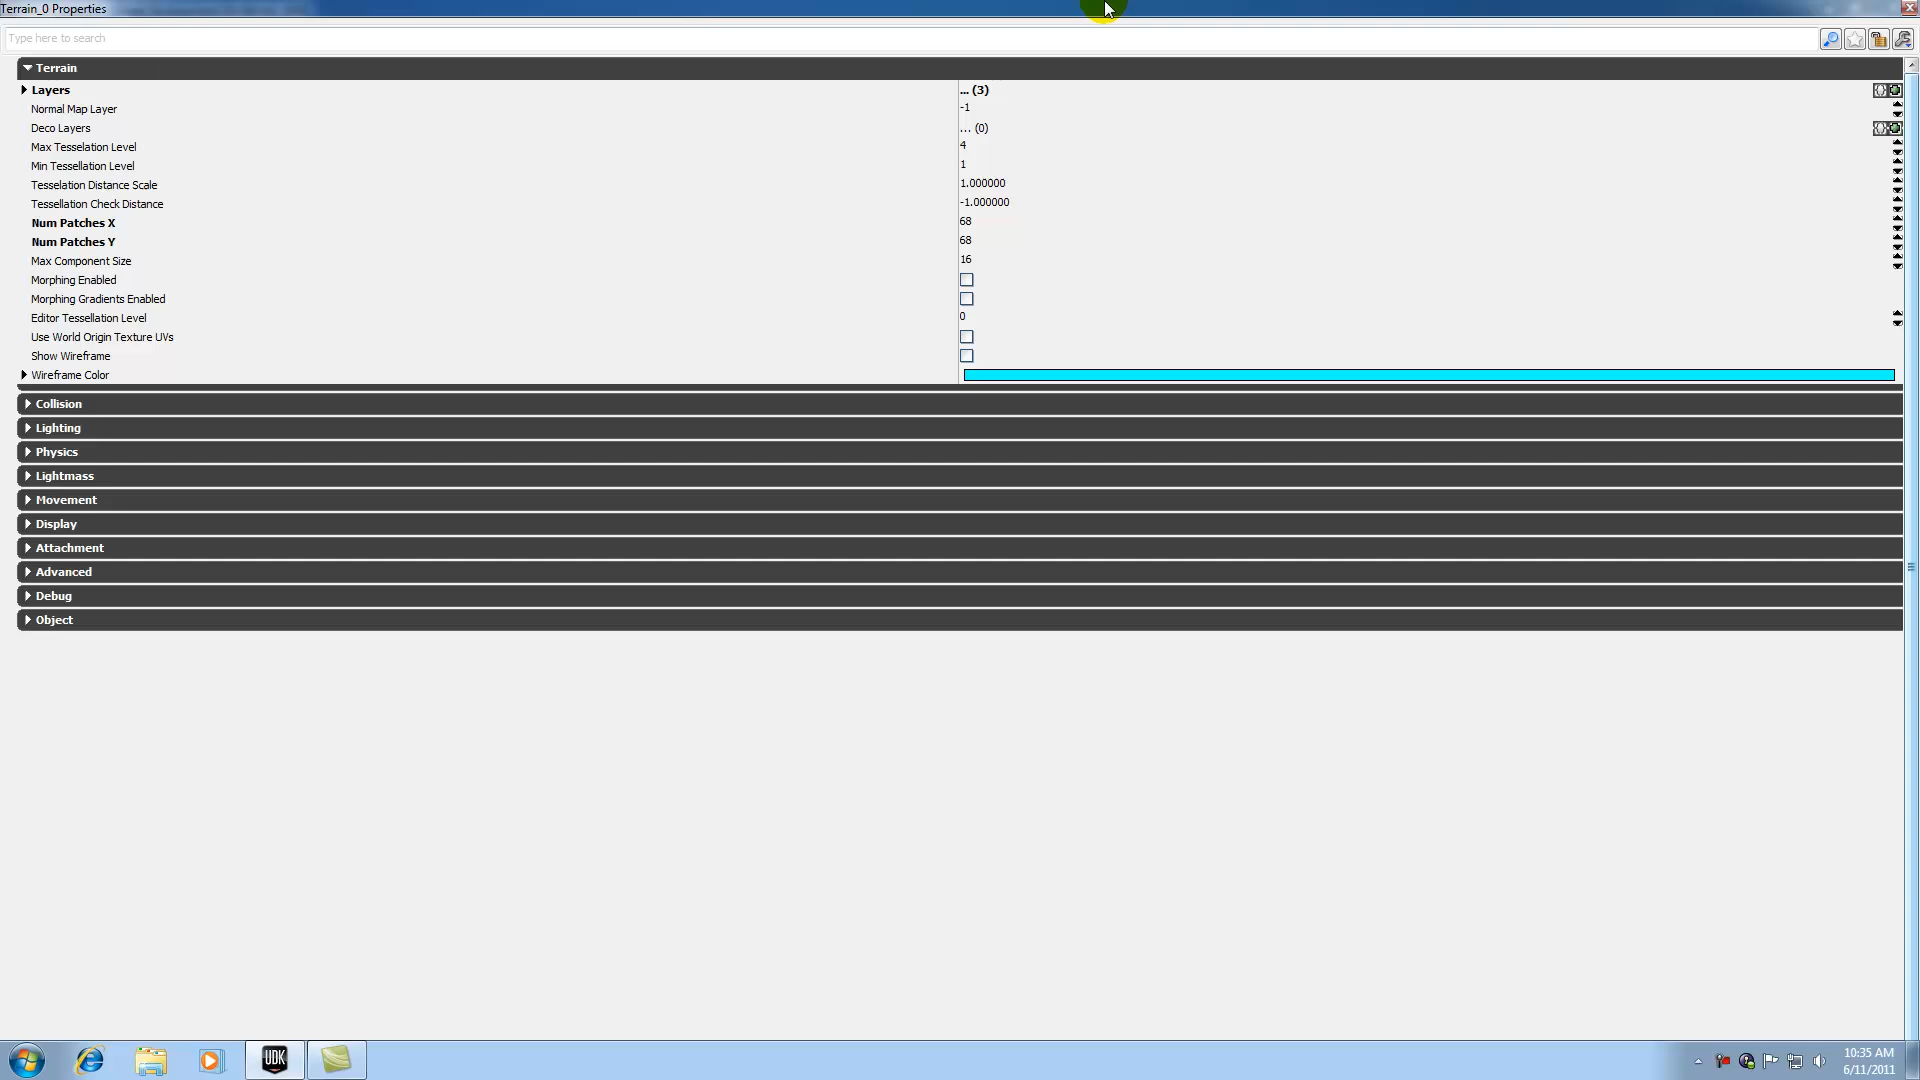 Terrain_0 Properties
Type here to search
Terrain
Layers ... (3)
Normal Map Layer -1
Deco Layers ... (0)
Max Tesselation Level 4
Min Tessellation Level 1
Tesselation Distance Scale 1.000000
Tessellation Check Distance -1.000000
Num Patches X 68
Num Patches Y 68
Max Component Size 16
Morphing Enabled
Morphing Gradients Enabled
Editor Tessellation Level 0
Use World Origin Texture UVs
Show Wireframe
Wireframe Color
Collision
Lighting
Physics
Lightmass
Movement
Display
Attachment
Advanced
Debug
Object
UDK
10:35 AM
6/11/2011